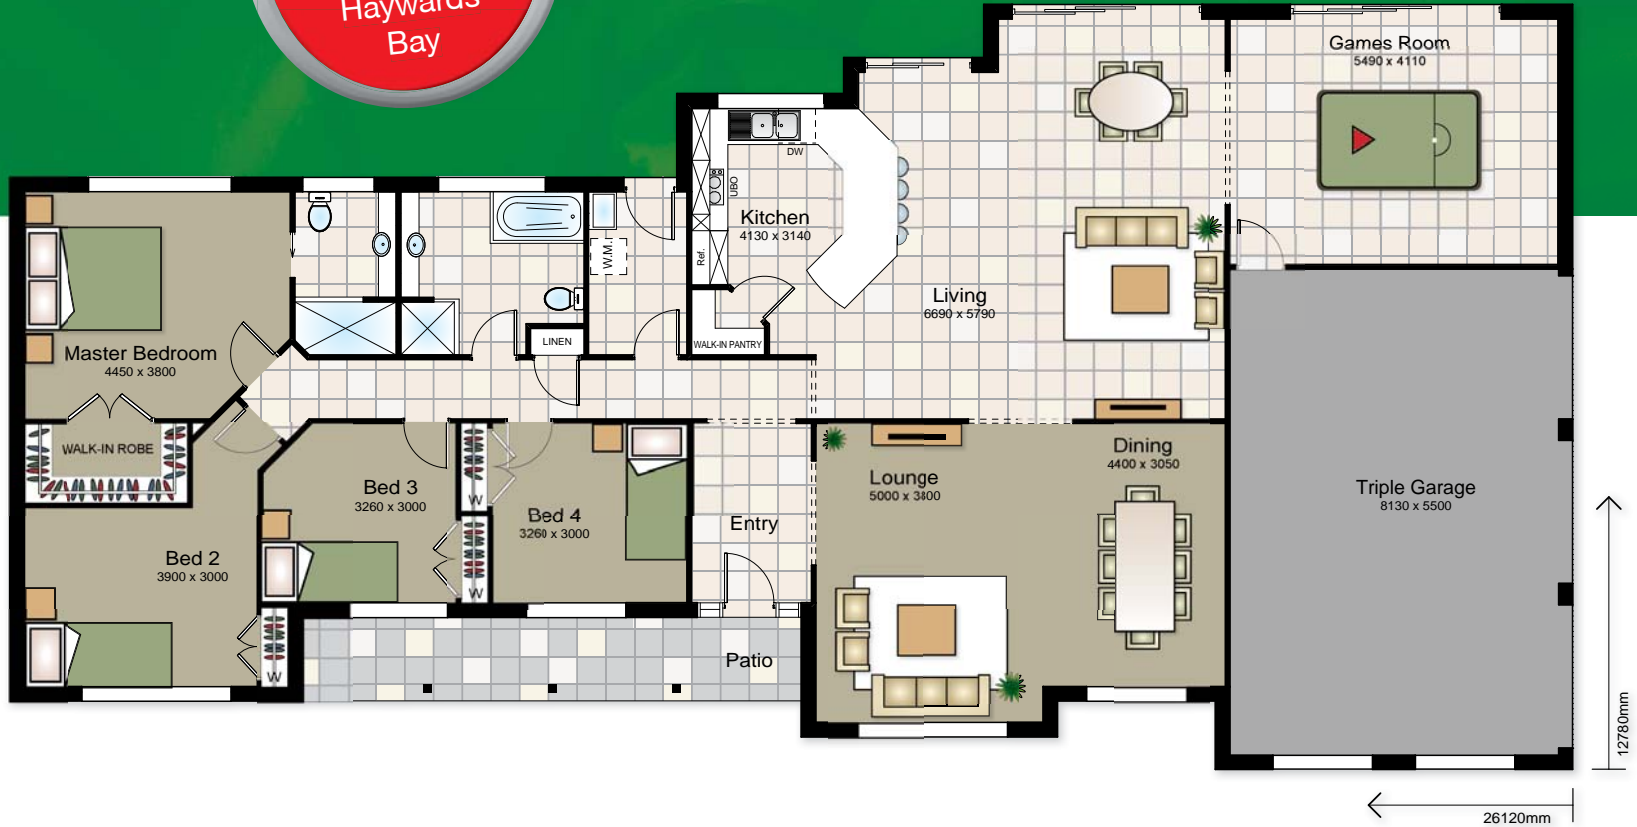 Haywards
Bay
Games Room
5490 x 4110
DW
UBO
Kitchen
4130 x 3140
Ref.
W.M.
Living
6690 x 5790
LINEN
WALK-IN PANTRY
Master Bedroom
4450 x 3800
WALK-IN ROBE
Bed 3
3260 x 3000
W
Bed 4
3260 x 3000
Entry
Lounge
5000 x 3800
Dining
4400 x 3050
Triple Garage
8130 x 5500
Bed 2
3900 x 3000
W
W
Patio
12780mm
26120mm